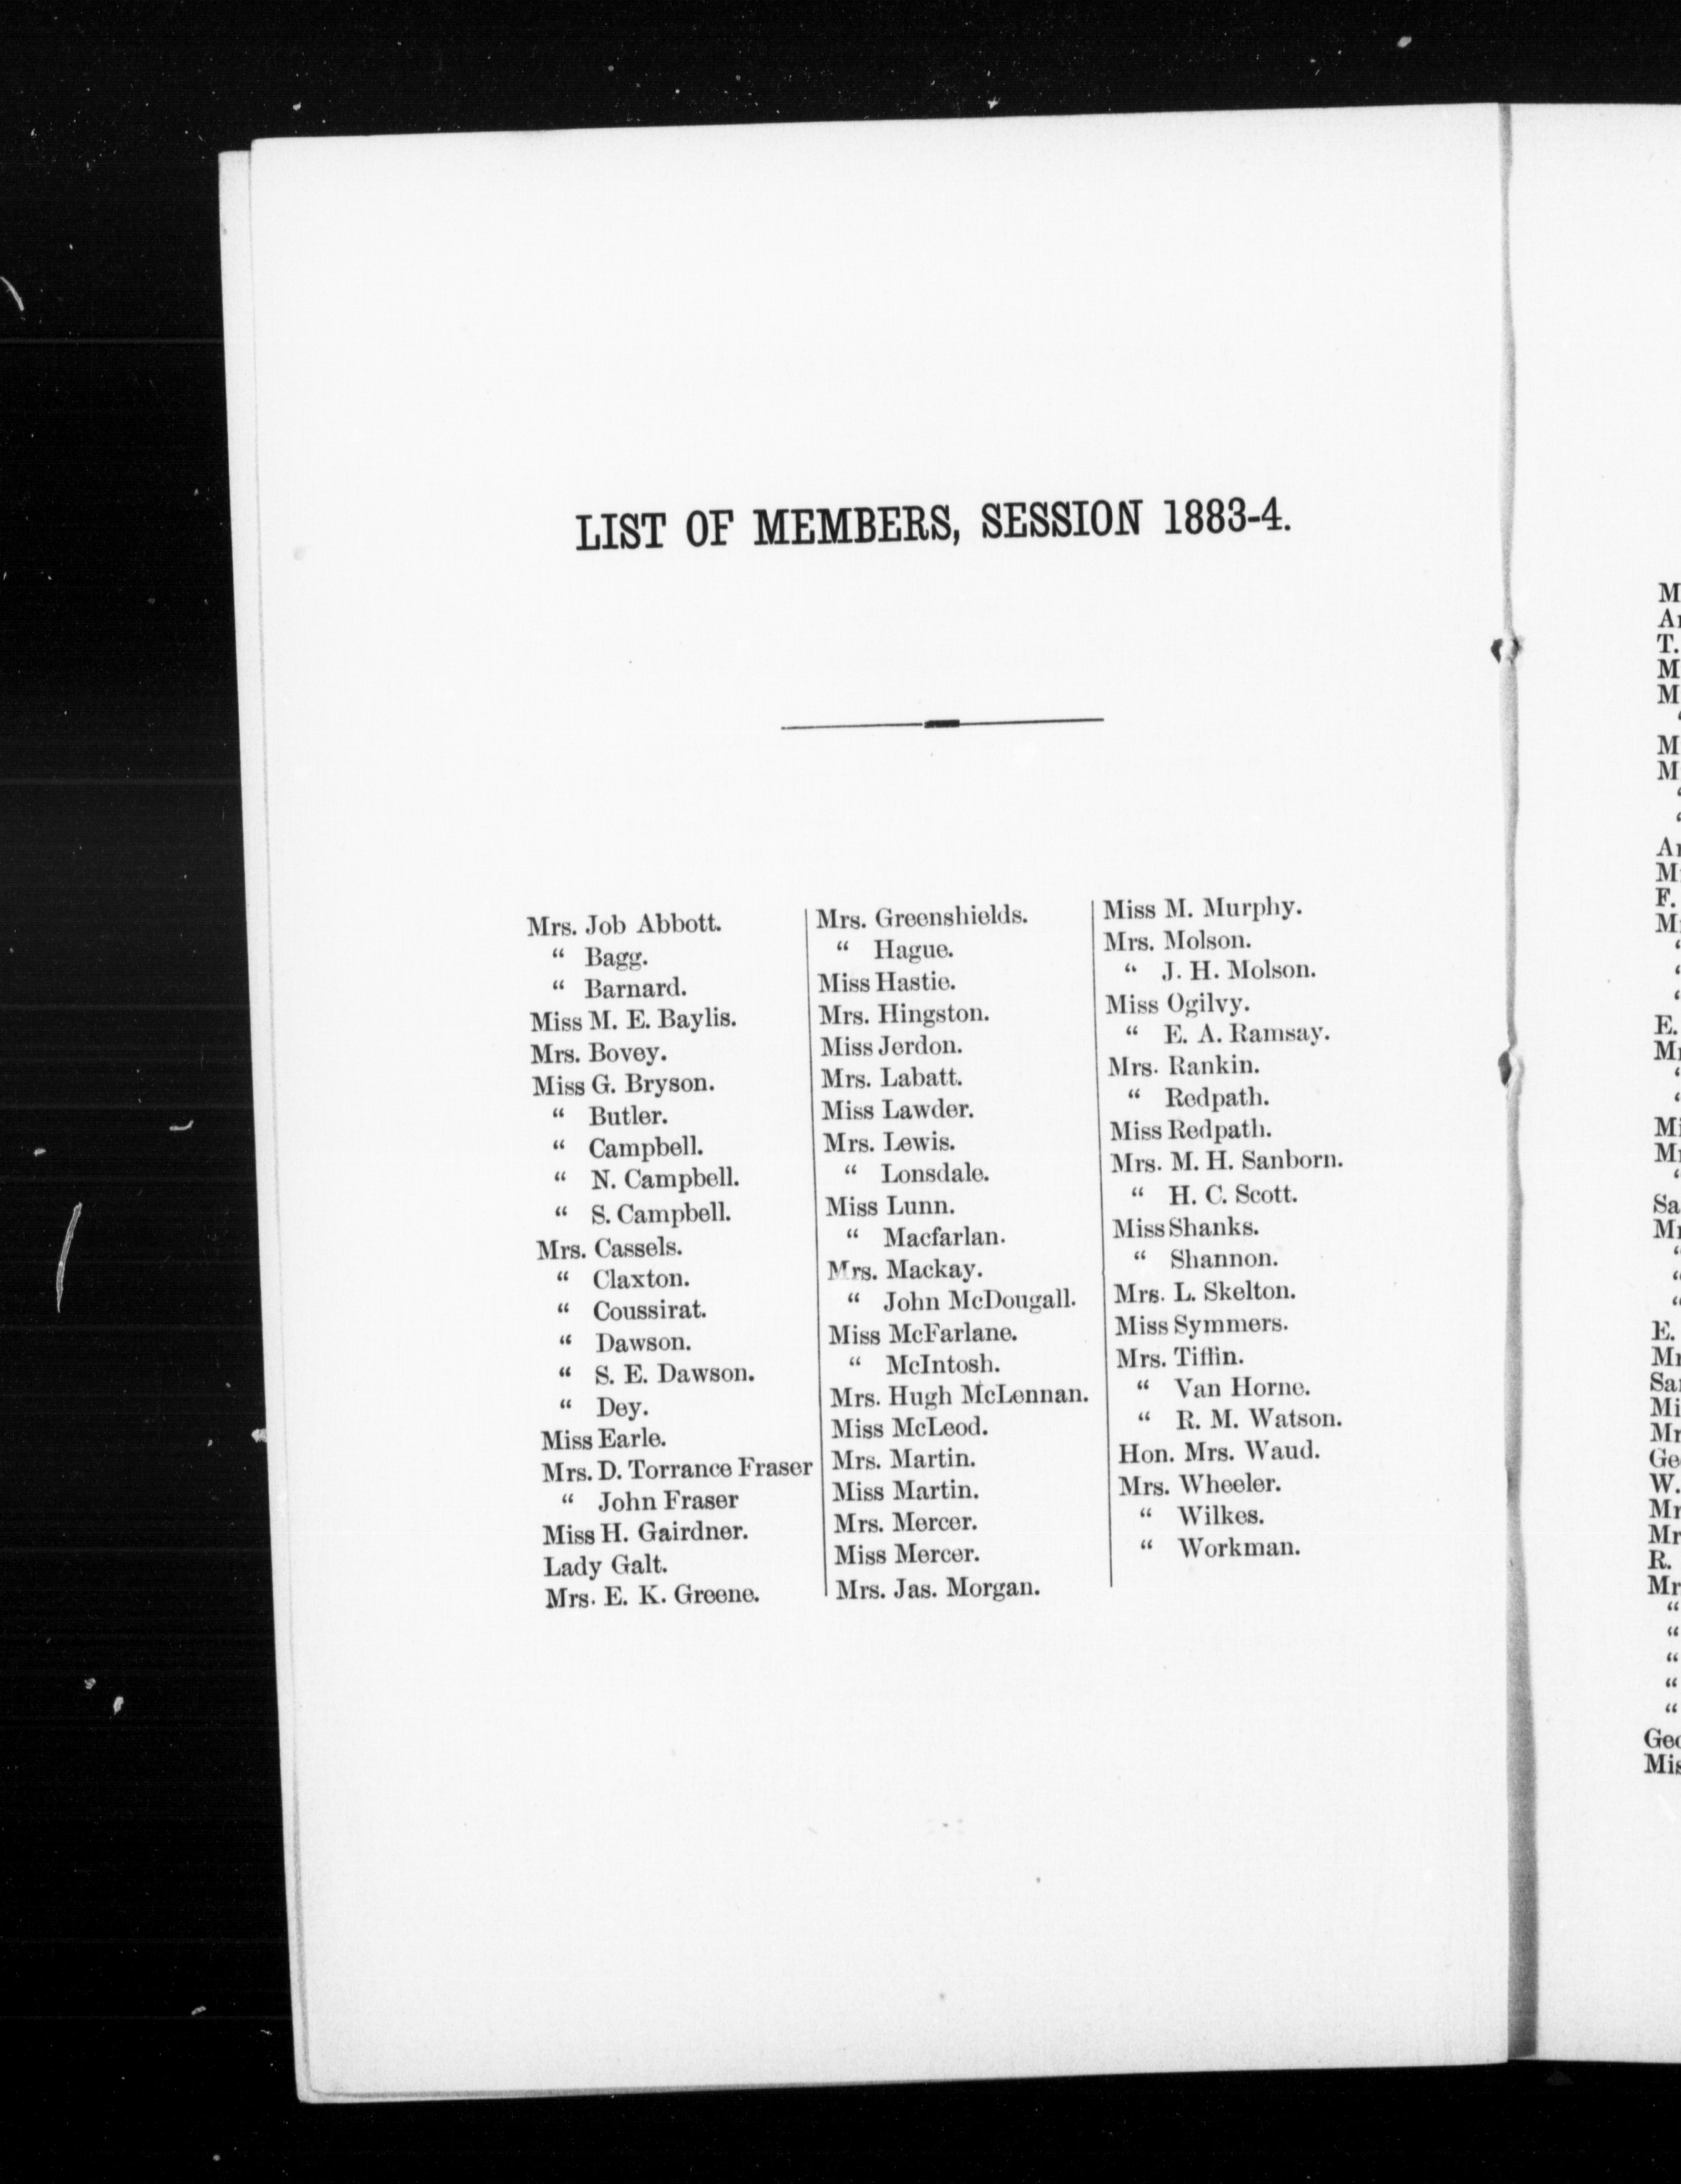 LIST OF MEMBERS, SESSION 1883-4.
Mrs. Job Abbott.
“ Bagg.
“ Barnard.
Miss M. E. Baylis.
Mrs. Bovey.
Miss G. Bryson.
“ Butler.
“ Campbell.
“ N. Campbell.
“ S. Campbell.
Mrs. Cassels.
“ Claxton.
“ Coussirat.
“ Dawson.
“ S. E. Dawson.
“ Dey.
Miss Earle.
Mrs. D. Torrance Fraser
“ John Fraser
Miss H. Gairdner.
Lady Galt.
Mrs. E. K. Greene.
Mrs. Greenshields.
“ Hague.
Miss Hastie.
Mrs. Hingston.
Miss Jerdon.
Mrs. Labatt.
Miss Lawder.
Mrs. Lewis.
“ Lonsdale.
Miss Lunn.
“ Macfarlan.
Mrs. Mackay.
“ John McDougall.
Miss McFarlane.
“ McIntosh.
Mrs. Hugh McLennan.
Miss McLeod.
Mrs. Martin.
Miss Martin.
Mrs. Mercer.
Miss Mercer.
Mrs. Jas. Morgan.
Miss M. Murphy.
Mrs. Molson.
“ J. H. Molson.
Miss Ogilvy.
“ E. A. Ramsay.
Mrs. Rankin.
“ Redpath.
Miss Redpath.
Mrs. M. H. Sanborn.
“ H. C. Scott.
Miss Shanks.
“ Shannon.
Mrs. L. Skelton.
Miss Symmers.
Mrs. Tiffin.
“ Van Horne.
“ R. M. Watson.
Hon. Mrs. Waud.
Mrs. Wheeler.
“ Wilkes.
“ Workman.